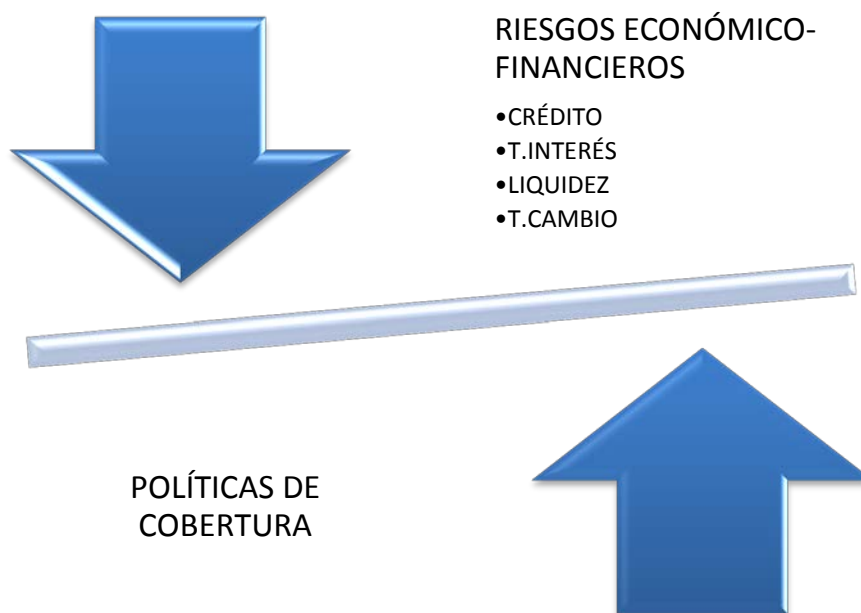 RIESGOS ECONÓMICO-
FINANCIEROS
•CRÉDITO
•T.INTERÉS
•LIQUIDEZ
•T.CAMBIO
POLÍTICAS DE
COBERTURA